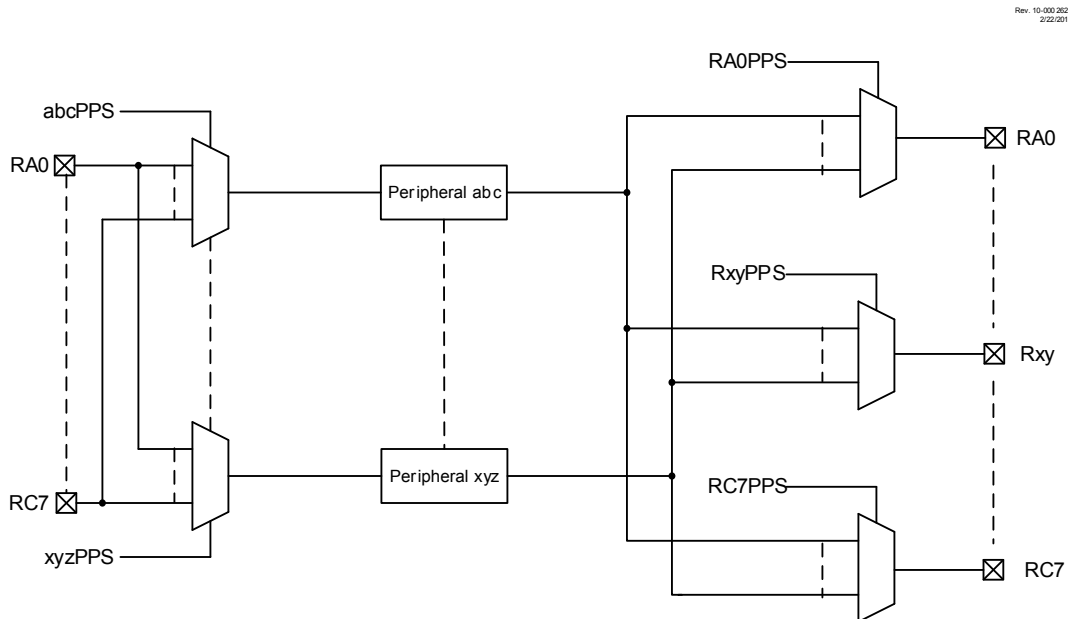 Rev. 10-000 262
2/22/201
RA0PPS
abcPPS
RA0
RA0
Peripheral abc
RxyPPS
Rxy
Peripheral xyz
RC7PPS
RC7
xyzPPS
RC7